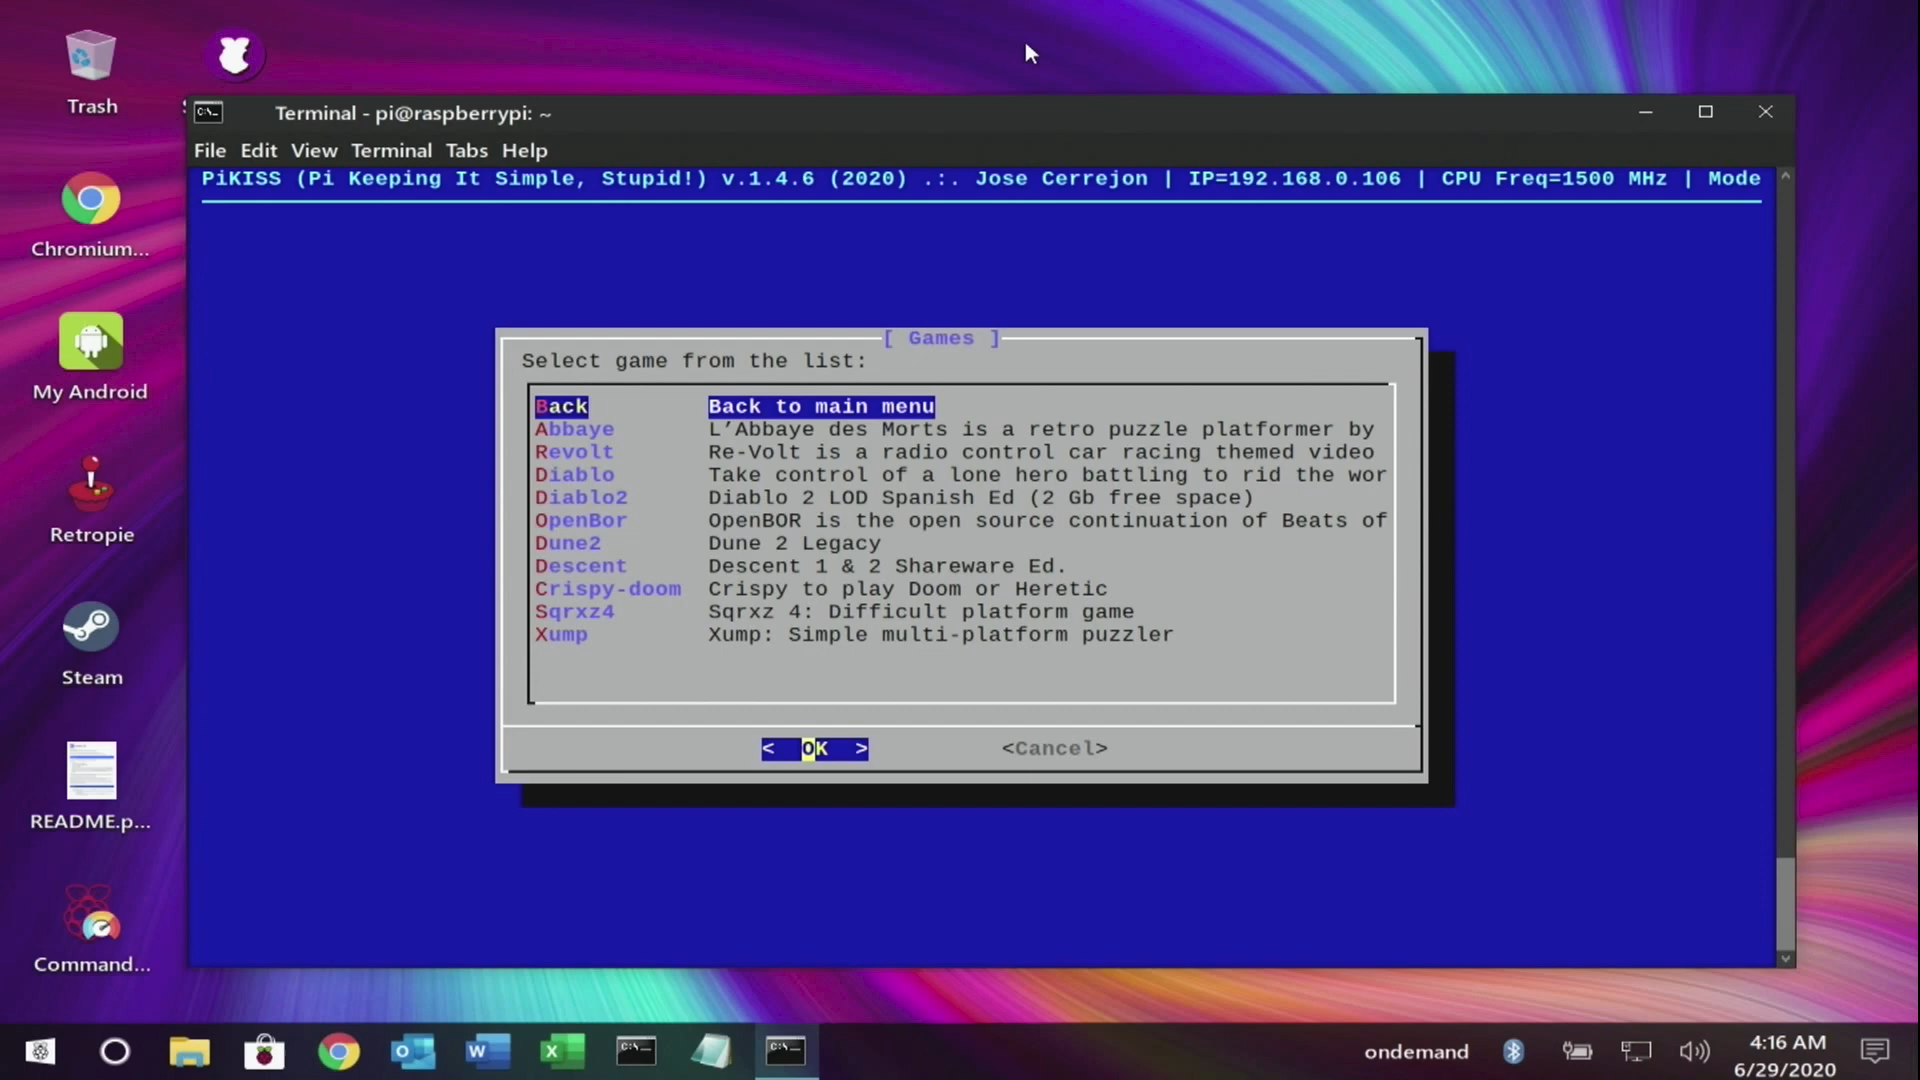 Trash
Terminal - pi@raspberrypi: ~
File Edit View Terminal Tabs Help
PiKISS (Pi Keeping It Simple, Stupid!) v.1.4.6 (2020) .:. Jose Cerrejon | IP=192.168.0.106 | CPU Freq=1500 MHz | Mode
Chromium...
My Android
Retropie
Steam
README.p...
Command...
[ Games ]
Select game from the list:
Back Back to main menu
Abbaye L'Abbaye des Morts is a retro puzzle platformer by
Revolt Re-Volt is a radio control car racing themed video
Diablo Take control of a lone hero battling to rid the wor
Diablo2 Diablo 2 LOD Spanish Ed (2 Gb free space)
OpenBor OpenBOR is the open source continuation of Beats of
Dune2 Dune 2 Legacy
Descent Descent 1 & 2 Shareware Ed.
Crispy-doom Crispy to play Doom or Heretic
Sqrxz4 Sqrxz 4: Difficult platform game
Xump Xump: Simple multi-platform puzzler
< OK > <Cancel>
ondemand
4:16 AM
6/29/2020